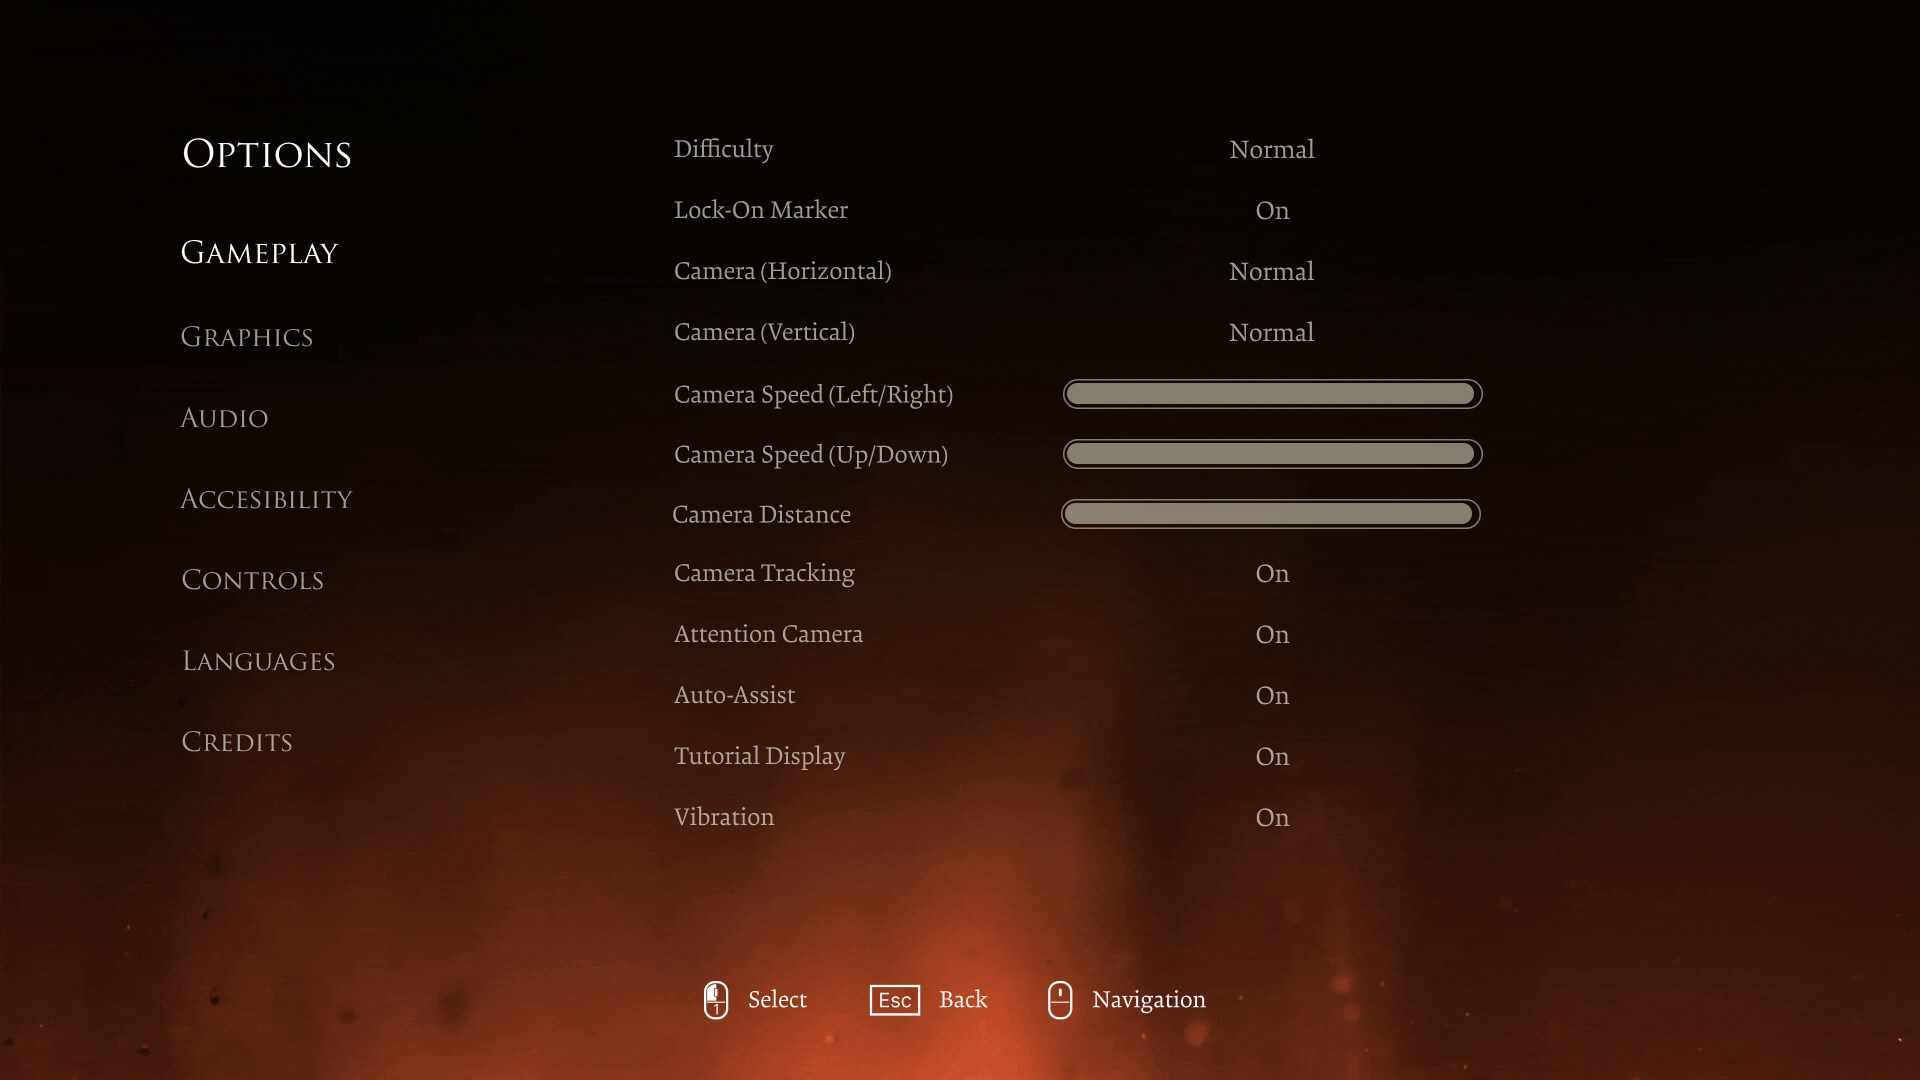 Options
Gameplay
Graphics
Audio
Accesibility
Controls
Languages
Credits
Difficulty Normal
Lock-On Marker On
Camera (Horizontal) Normal
Camera (Vertical) Normal
Camera Speed (Left/Right)
Camera Speed (Up/Down)
Camera Distance
Camera Tracking On
Attention Camera On
Auto-Assist On
Tutorial Display On
Vibration On
1 Select Esc Back Navigation